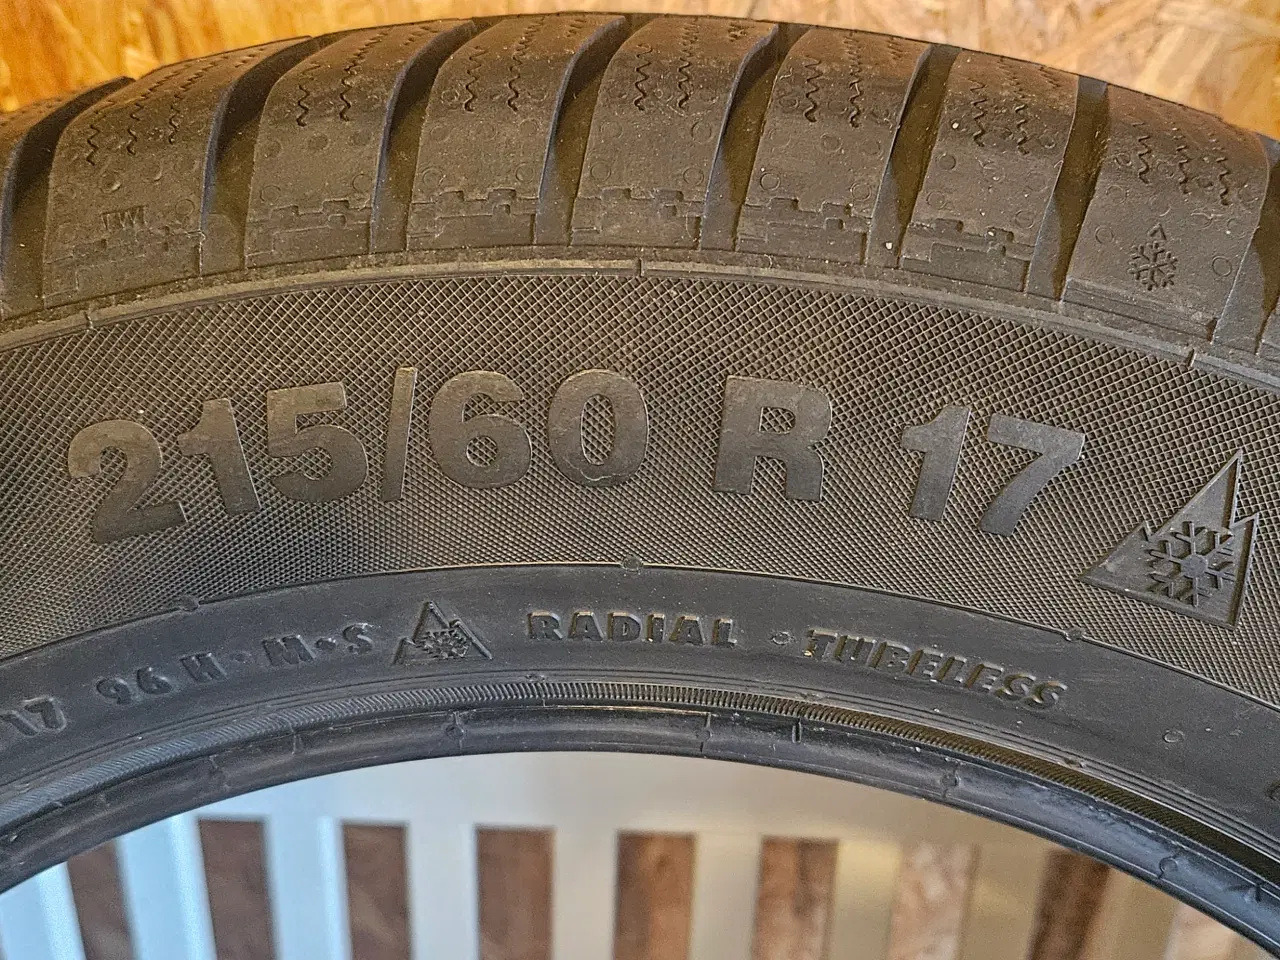 215/60 R 17
17 96 H · M·S RADIAL · TUBELESS